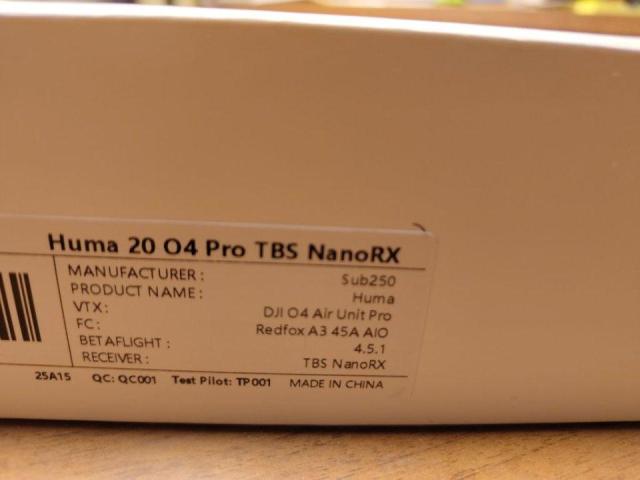 Huma 20 O4 Pro TBS NanoRX
MANUFACTURER: Sub250
PRODUCT NAME: Huma
VTX: DJI O4 Air Unit Pro
FC: Redfox A3 45A AIO
BETAFLIGHT: 4.5.1
RECEIVER: TBS NanoRX
25A15 QC: QC001 Test Pilot: TP001 MADE IN CHINA